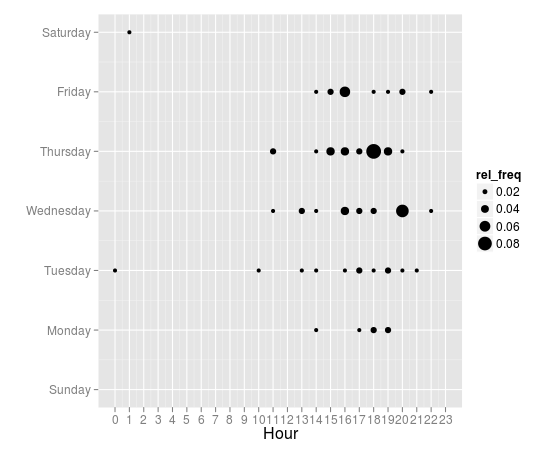 Saturday
Friday
Thursday
Wednesday
Tuesday
Monday
Sunday
0 1 2 3 4 5 6 7 8 9 10 11 12 13 14 15 16 17 18 19 20 21 22 23
Hour
rel_freq
0.02
0.04
0.06
0.08